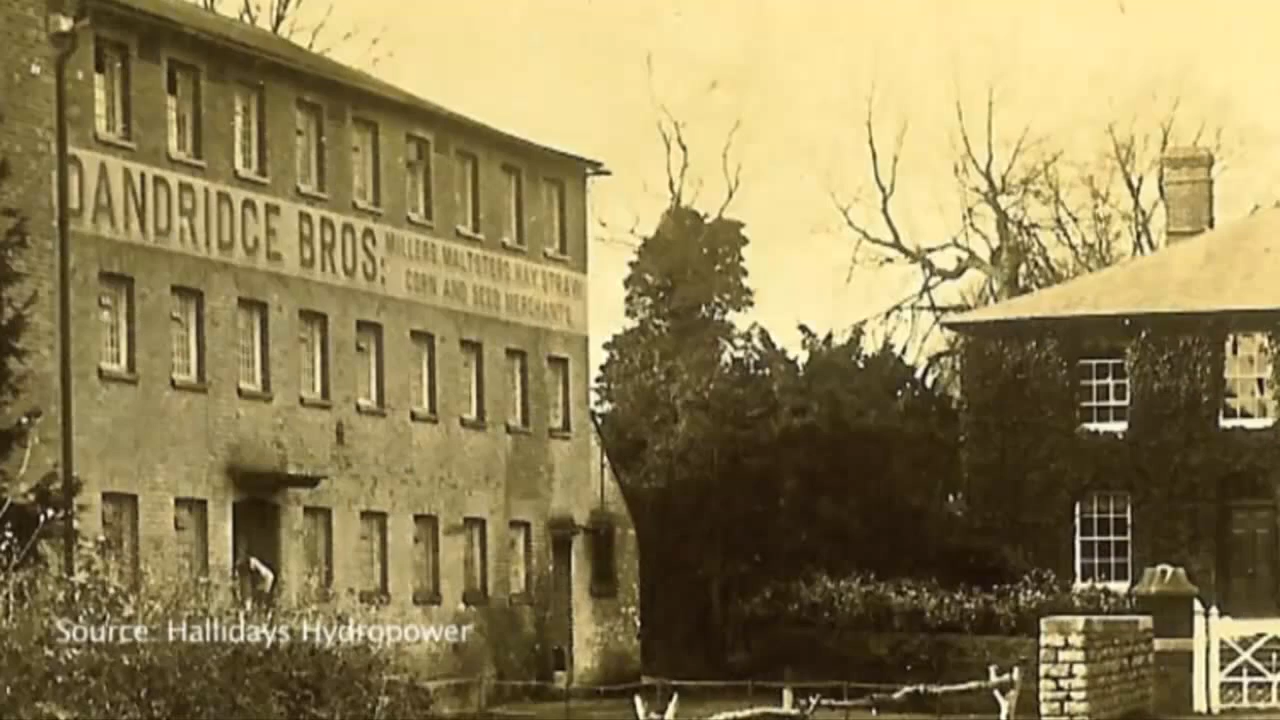 DANDRIDGE BROS:
MILLERS MALTSTERS HAY STRAW
CORN AND SEED MERCHANTS.
Source: Hallidays Hydropower